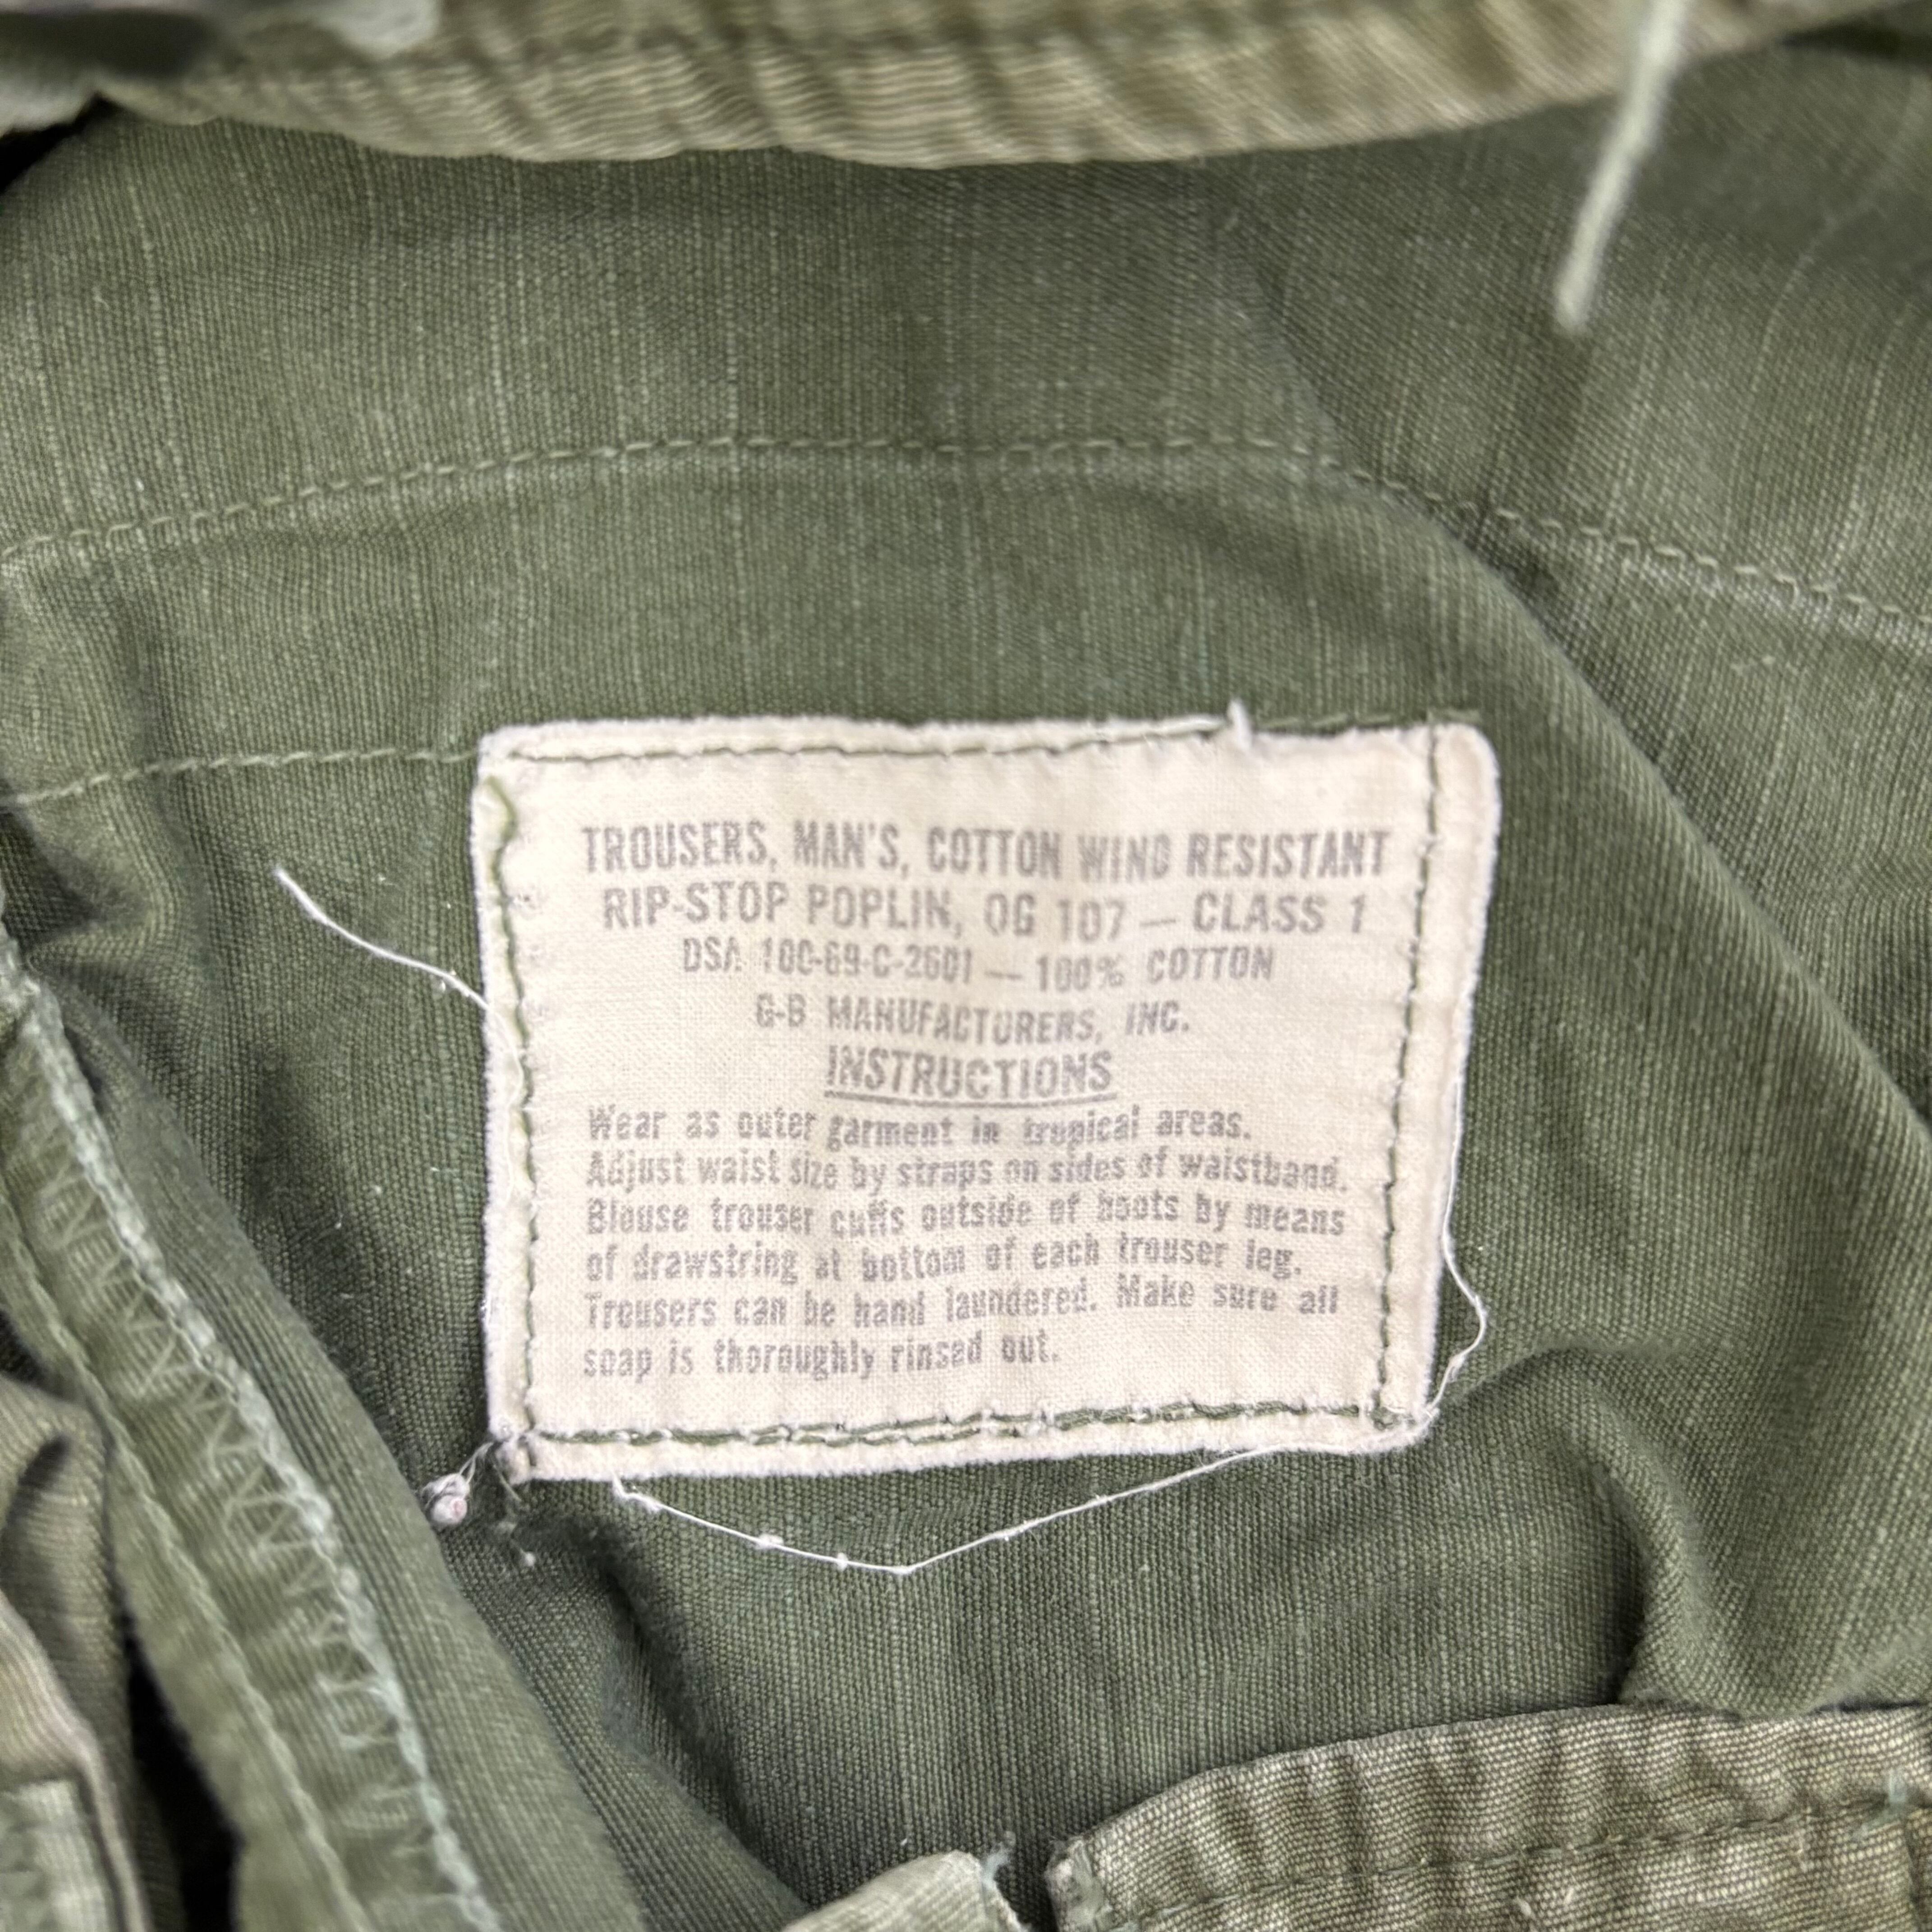 TROUSERS, MAN'S, COTTON WIND RESISTANT
RIP-STOP POPLIN, OG 107 — CLASS 1
DSA 100-69-C-2601 — 100% COTTON
G-B MANUFACTURERS, INC.
INSTRUCTIONS
Wear as outer garment in tropical areas.
Adjust waist size by straps on sides of waistband.
Blouse trouser cuffs outside of boots by means
of drawstring at bottom of each trouser leg.
Trousers can be hand laundered. Make sure all
soap is thoroughly rinsed out.